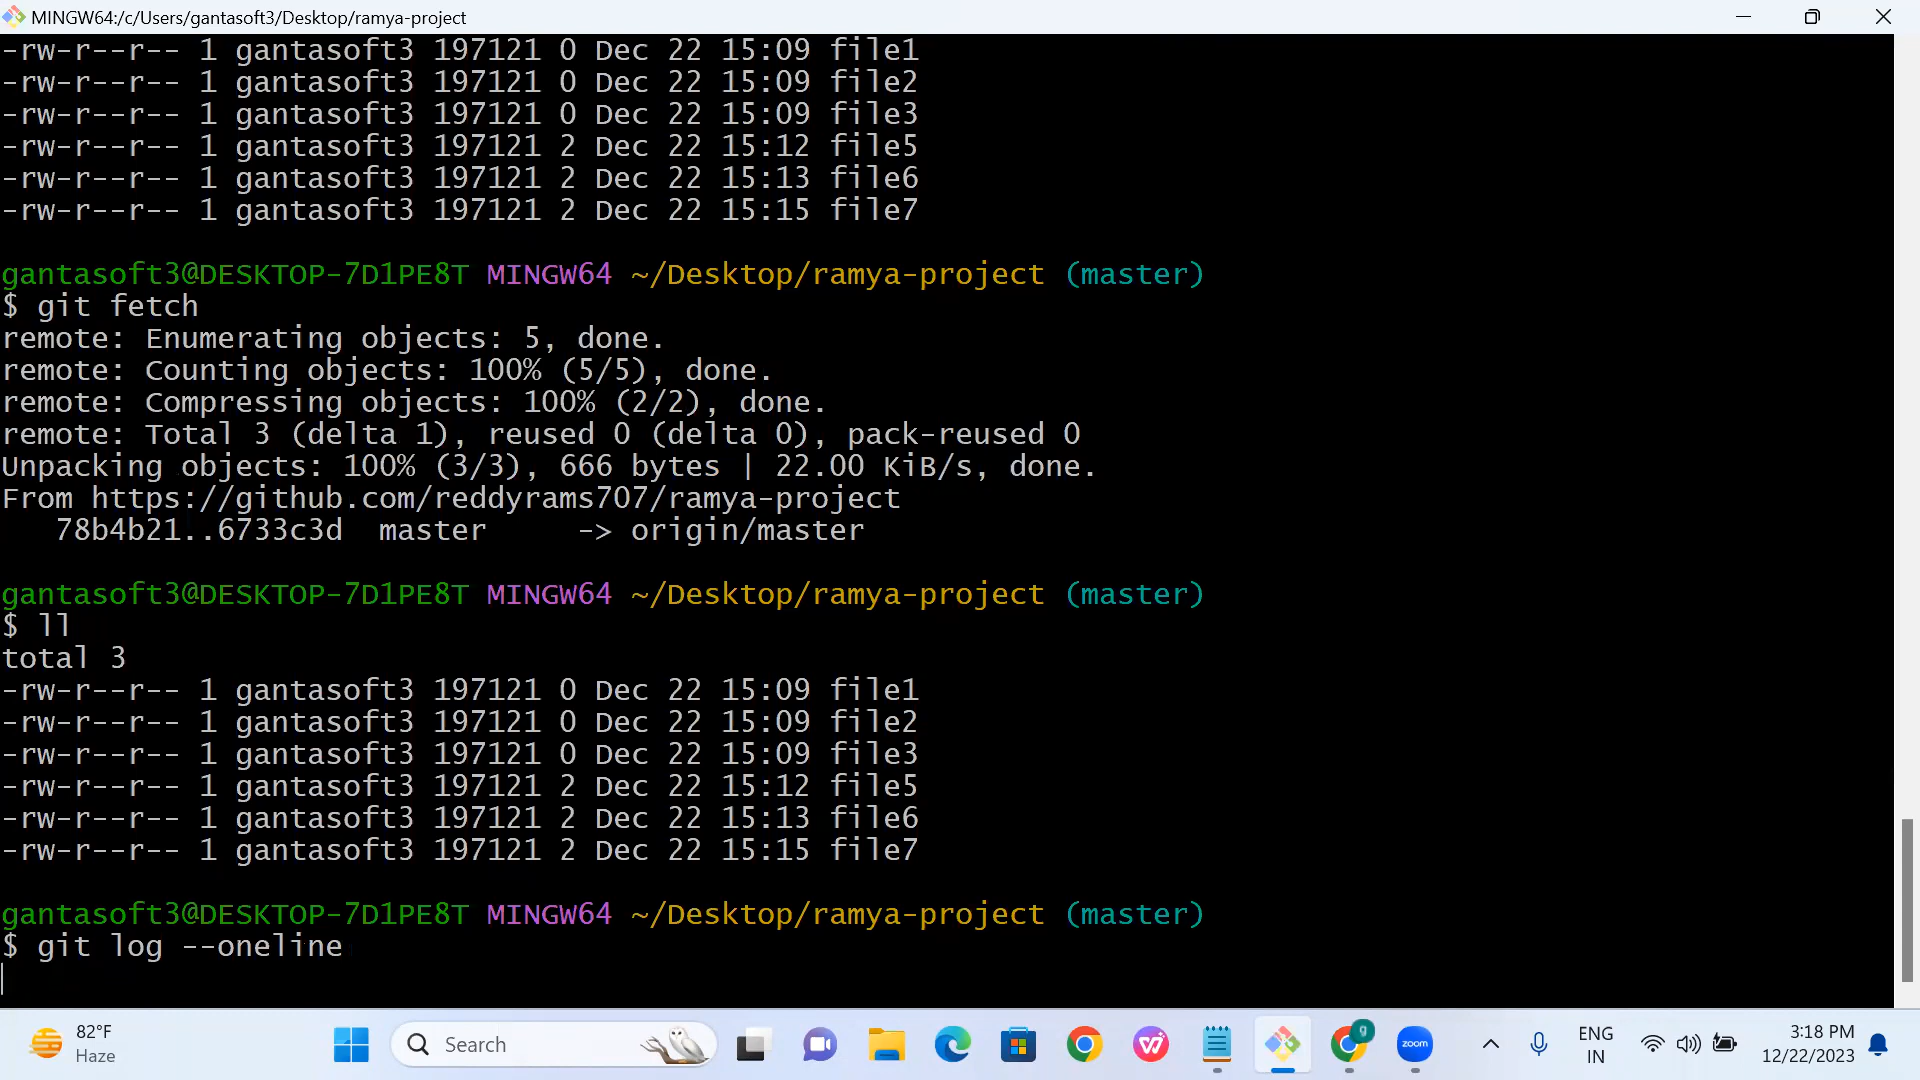 MINGW64:/c/Users/gantasoft3/Desktop/ramya-project
-rw-r--r-- 1 gantasoft3 197121 0 Dec 22 15:09 file1
-rw-r--r-- 1 gantasoft3 197121 0 Dec 22 15:09 file2
-rw-r--r-- 1 gantasoft3 197121 0 Dec 22 15:09 file3
-rw-r--r-- 1 gantasoft3 197121 2 Dec 22 15:12 file5
-rw-r--r-- 1 gantasoft3 197121 2 Dec 22 15:13 file6
-rw-r--r-- 1 gantasoft3 197121 2 Dec 22 15:15 file7
gantasoft3@DESKTOP-7D1PE8T MINGW64 ~/Desktop/ramya-project (master)
$ git fetch
remote: Enumerating objects: 5, done.
remote: Counting objects: 100% (5/5), done.
remote: Compressing objects: 100% (2/2), done.
remote: Total 3 (delta 1), reused 0 (delta 0), pack-reused 0
Unpacking objects: 100% (3/3), 666 bytes | 22.00 KiB/s, done.
From https://github.com/reddyrams707/ramya-project
   78b4b21..6733c3d  master     -> origin/master
gantasoft3@DESKTOP-7D1PE8T MINGW64 ~/Desktop/ramya-project (master)
$ ll
total 3
-rw-r--r-- 1 gantasoft3 197121 0 Dec 22 15:09 file1
-rw-r--r-- 1 gantasoft3 197121 0 Dec 22 15:09 file2
-rw-r--r-- 1 gantasoft3 197121 0 Dec 22 15:09 file3
-rw-r--r-- 1 gantasoft3 197121 2 Dec 22 15:12 file5
-rw-r--r-- 1 gantasoft3 197121 2 Dec 22 15:13 file6
-rw-r--r-- 1 gantasoft3 197121 2 Dec 22 15:15 file7
gantasoft3@DESKTOP-7D1PE8T MINGW64 ~/Desktop/ramya-project (master)
$ git log --oneline
82°F
Haze
Search
g
zoom
ENG
IN
3:18 PM
12/22/2023